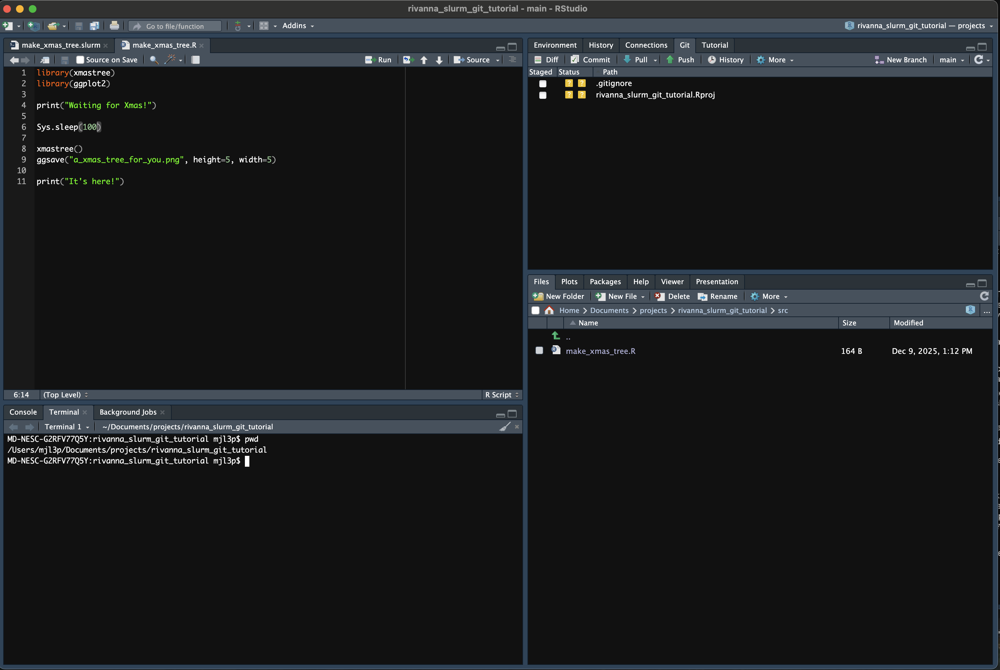 rivanna_slurm_git_tutorial - main - RStudio
Go to file/function
Addins
rivanna_slurm_git_tutorial — projects
make_xmas_tree.slurm
make_xmas_tree.R
Source on Save
Run
Source
1 library(xmastree)
2 library(ggplot2)
3
4 print("Waiting for Xmas!")
5
6 Sys.sleep(100)
7
8 xmastree()
9 ggsave("a_xmas_tree_for_you.png", height=5, width=5)
10
11 print("It's here!")
6:14
(Top Level)
R Script
Console
Terminal
Background Jobs
Terminal 1
~/Documents/projects/rivanna_slurm_git_tutorial
MD-NESC-G2RFV77Q5Y:rivanna_slurm_git_tutorial mjl3p$ pwd
/Users/mjl3p/Documents/projects/rivanna_slurm_git_tutorial
MD-NESC-G2RFV77Q5Y:rivanna_slurm_git_tutorial mjl3p$
Environment
History
Connections
Git
Tutorial
Diff
Commit
Pull
Push
History
More
New Branch
main
Staged Status Path
? ? .gitignore
? ? rivanna_slurm_git_tutorial.Rproj
Files
Plots
Packages
Help
Viewer
Presentation
New Folder
New File
Delete
Rename
More
Home
Documents
projects
rivanna_slurm_git_tutorial
src
...
Name Size Modified
..
make_xmas_tree.R 164 B Dec 9, 2025, 1:12 PM